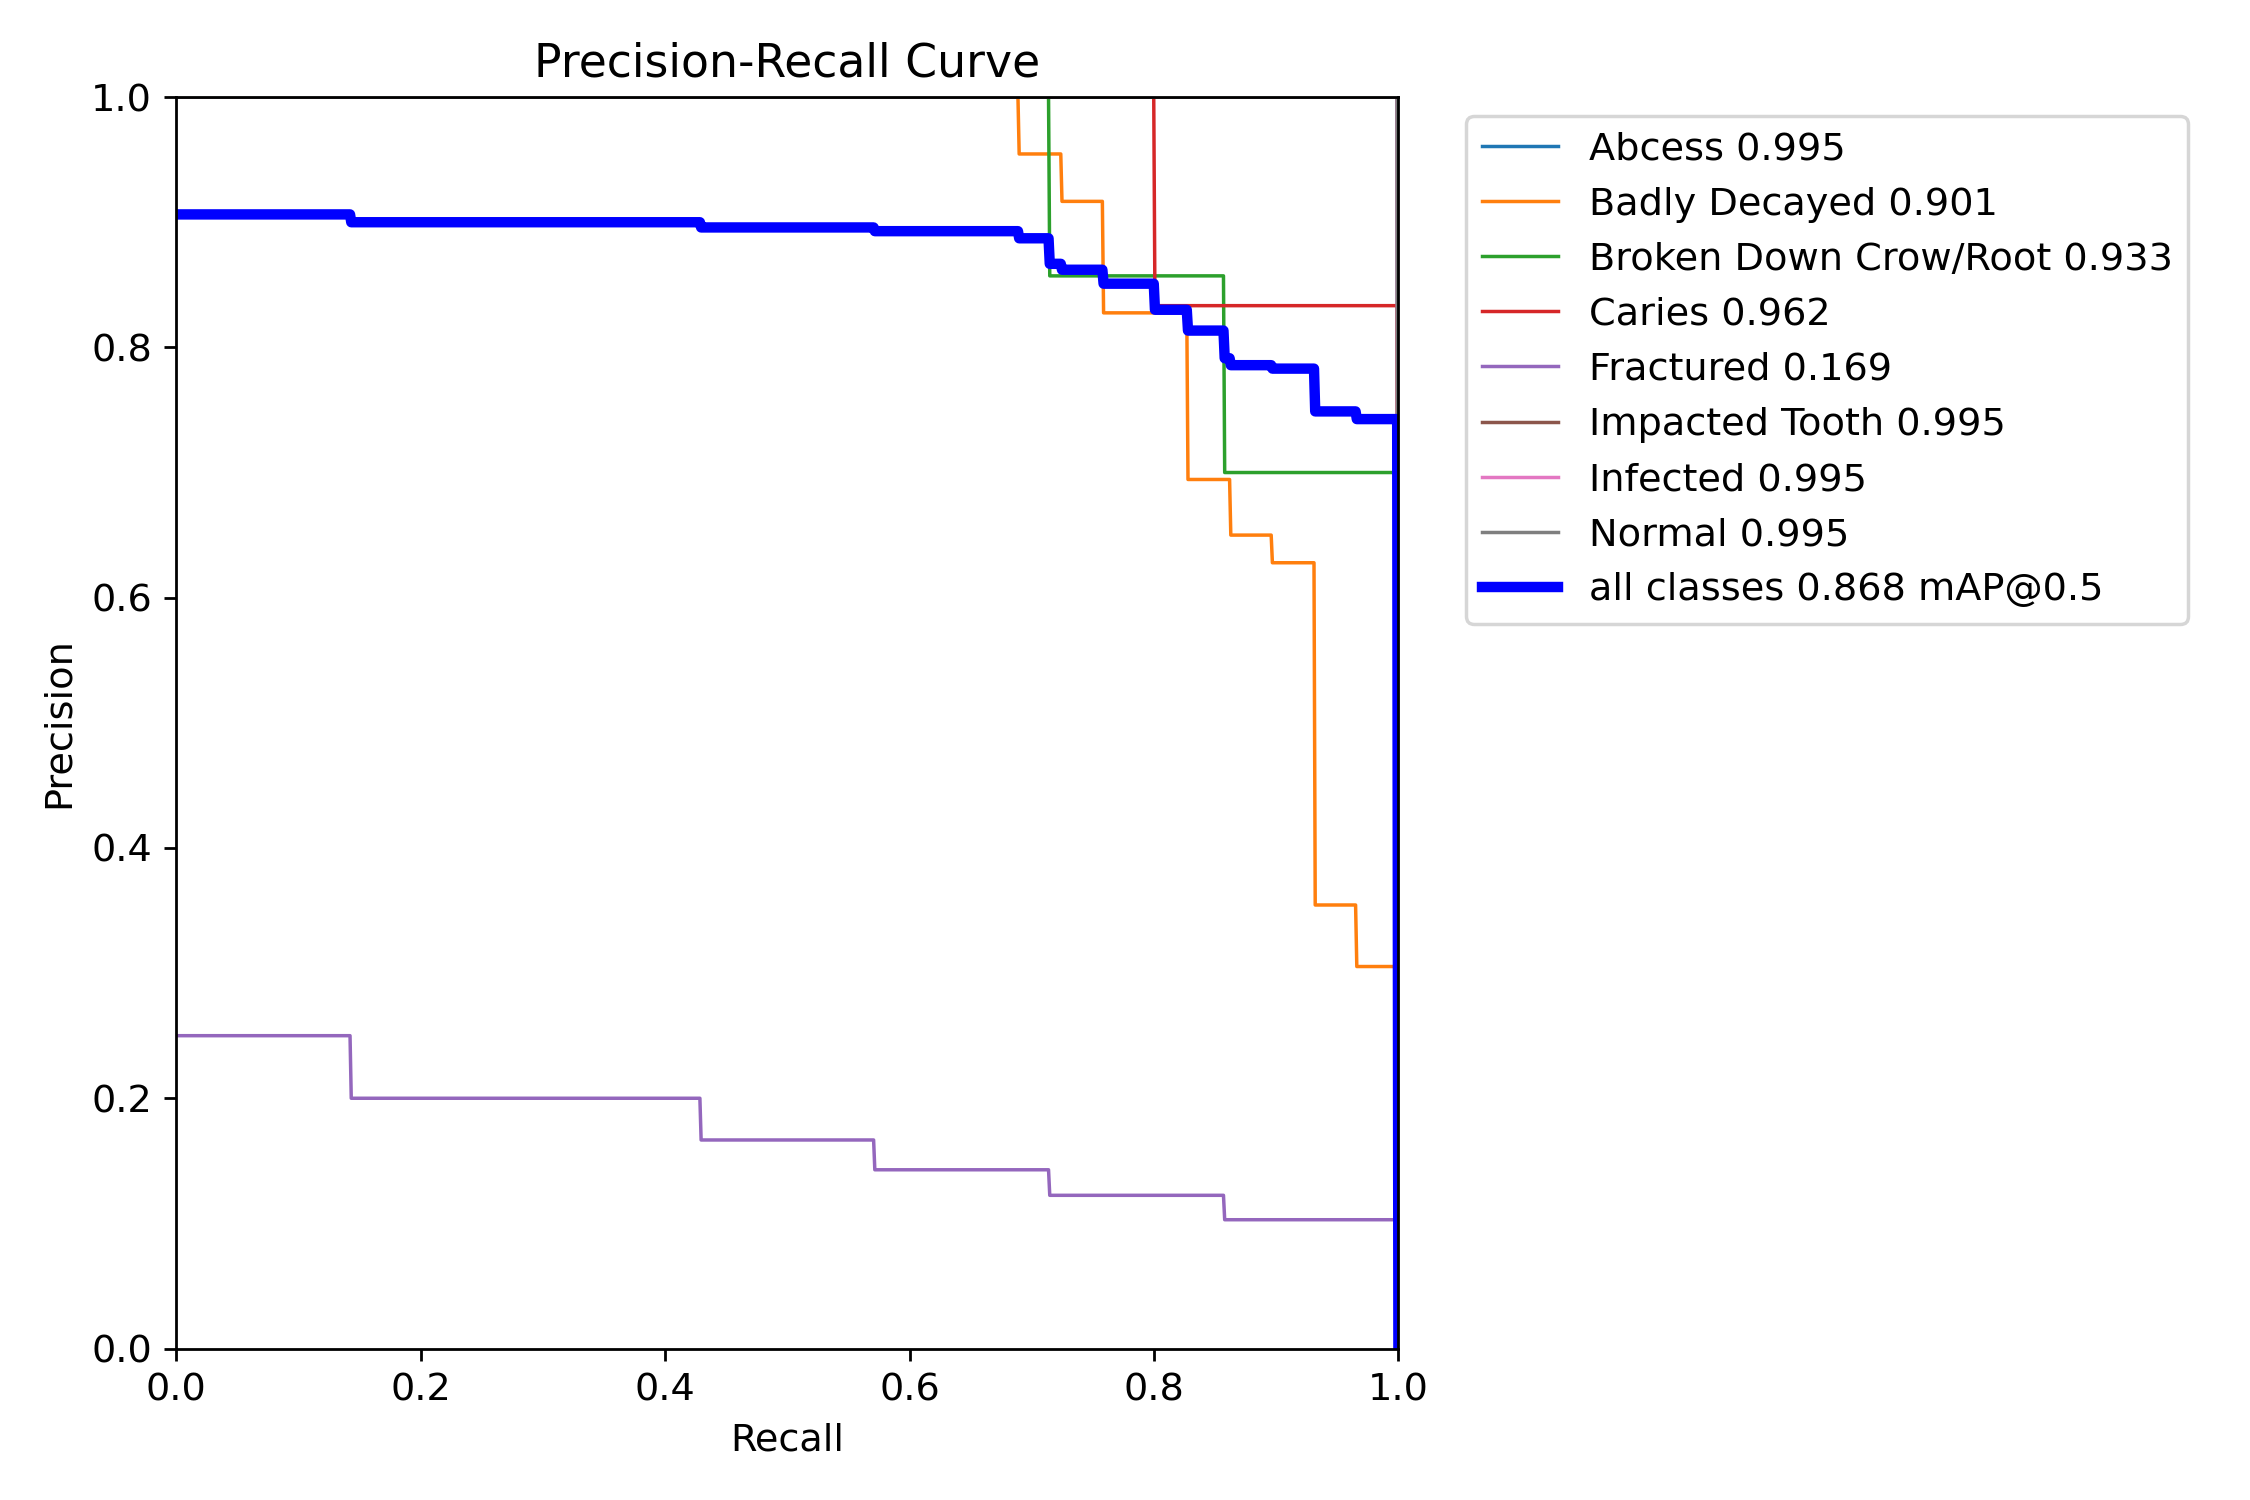 Precision-Recall Curve
1.0
0.8
0.6
0.4
0.2
0.0
Precision
0.0 0.2 0.4 0.6 0.8 1.0
Recall
Abcess 0.995
Badly Decayed 0.901
Broken Down Crow/Root 0.933
Caries 0.962
Fractured 0.169
Impacted Tooth 0.995
Infected 0.995
Normal 0.995
all classes 0.868 mAP@0.5